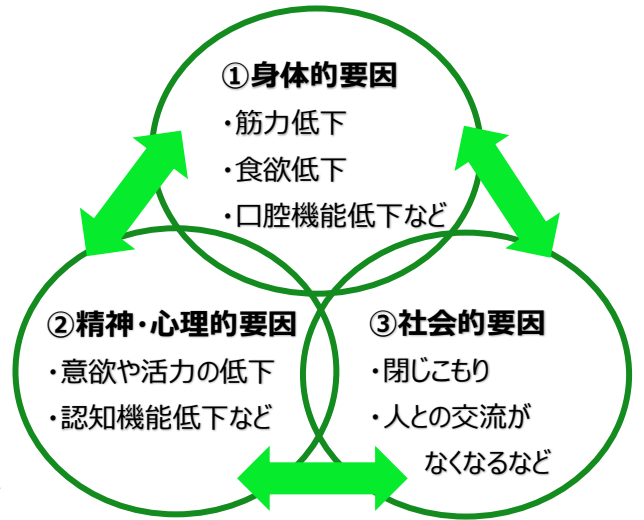 ①身体的要因
・筋力低下
・食欲低下
・口腔機能低下など
②精神・心理的要因
・意欲や活力の低下
・認知機能低下など
③社会的要因
・閉じこもり
・人との交流が
なくなるなど